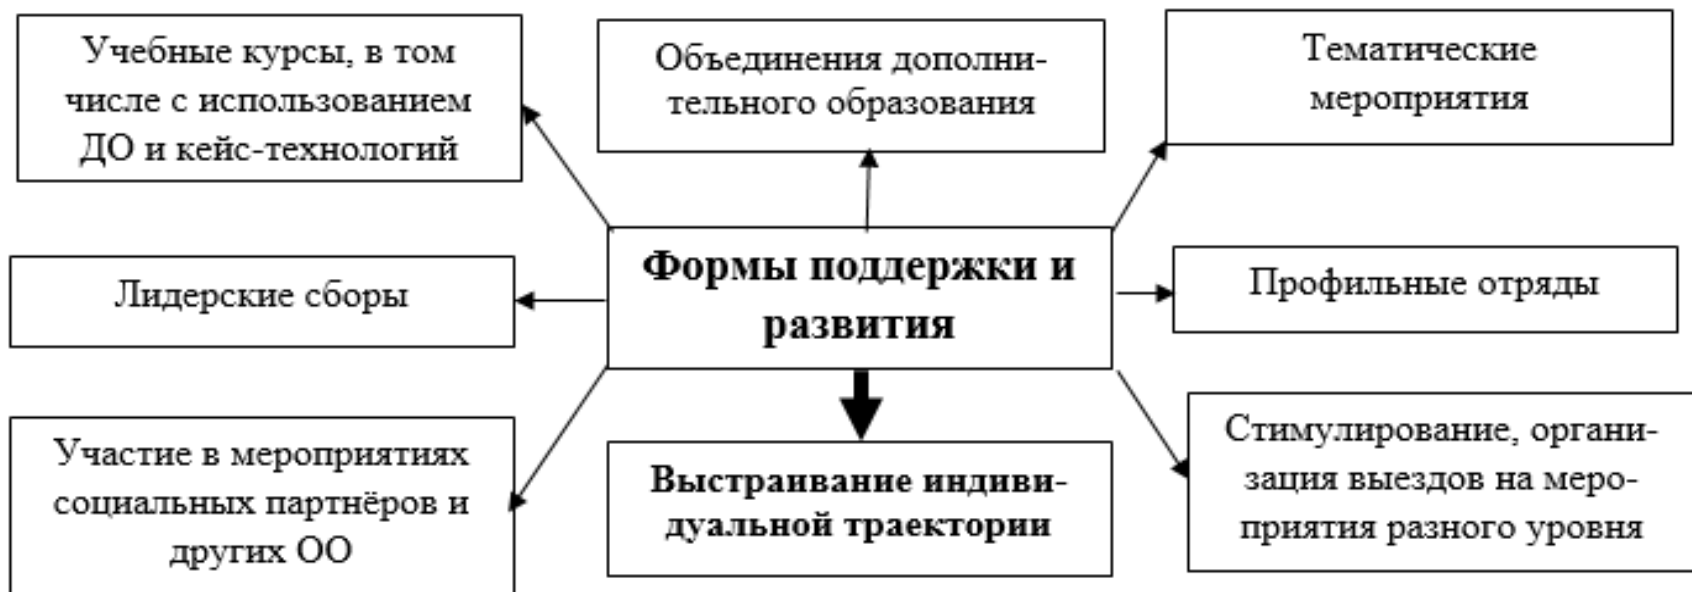 Учебные курсы, в том
числе с использованием
ДО и кейс-технологий
Объединения дополни-
тельного образования
Тематические
мероприятия
Лидерские сборы
Формы поддержки и
развития
Профильные отряды
Участие в мероприятиях
социальных партнёров и
других ОО
Выстраивание индиви-
дуальной траектории
Стимулирование, органи-
зация выездов на меро-
приятия разного уровня